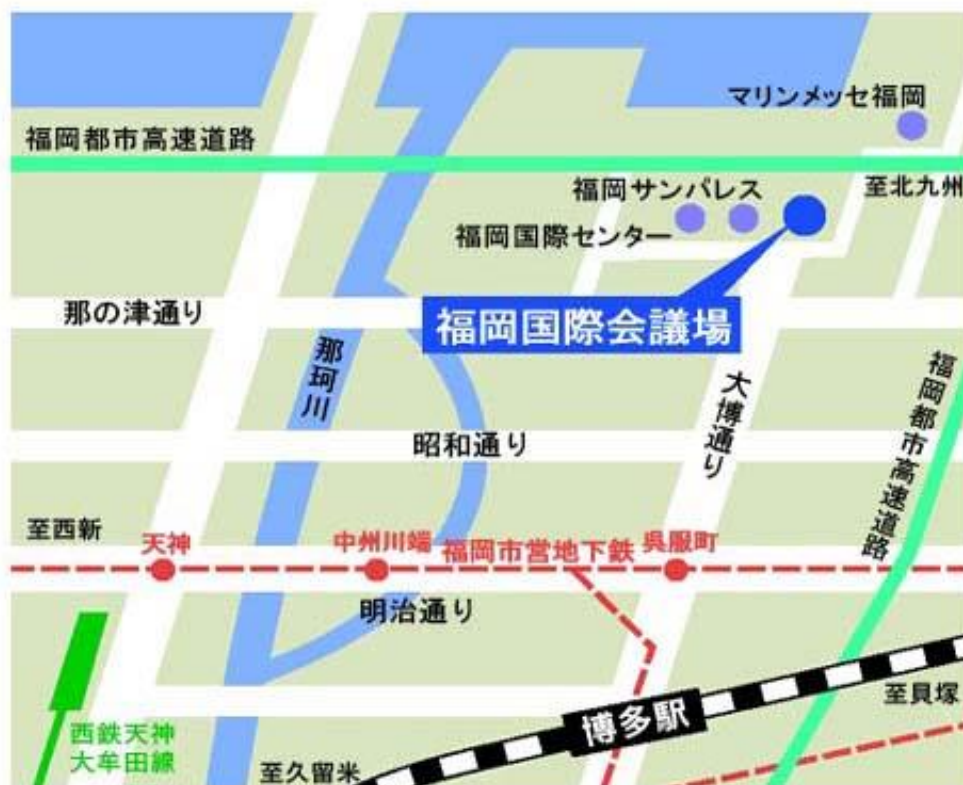 マリンメッセ福岡
福岡都市高速道路
至北九州
福岡サンパレス
福岡国際センター
那の津通り
福岡国際会議場
那珂川
大博通り
福岡都市高速道路
昭和通り
至西新
天神
中州川端
福岡市営地下鉄
呉服町
明治通り
至貝塚
博多駅
西鉄天神
大牟田線
至久留米